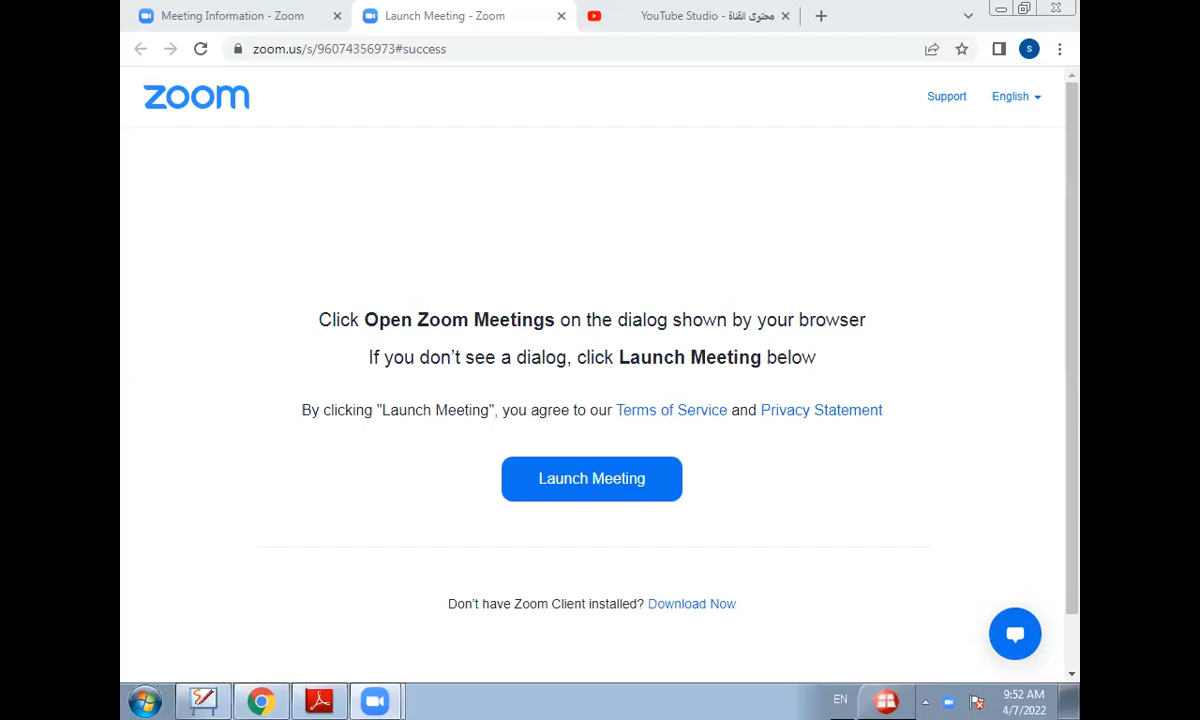 Meeting Information - Zoom
Launch Meeting - Zoom
YouTube Studio - محتوى القناة
zoom.us/s/96074356973#success
S
zoom
Support
English
Click Open Zoom Meetings on the dialog shown by your browser
If you don’t see a dialog, click Launch Meeting below
By clicking "Launch Meeting", you agree to our Terms of Service and Privacy Statement
Launch Meeting
Don’t have Zoom Client installed? Download Now
EN
9:52 AM
4/7/2022